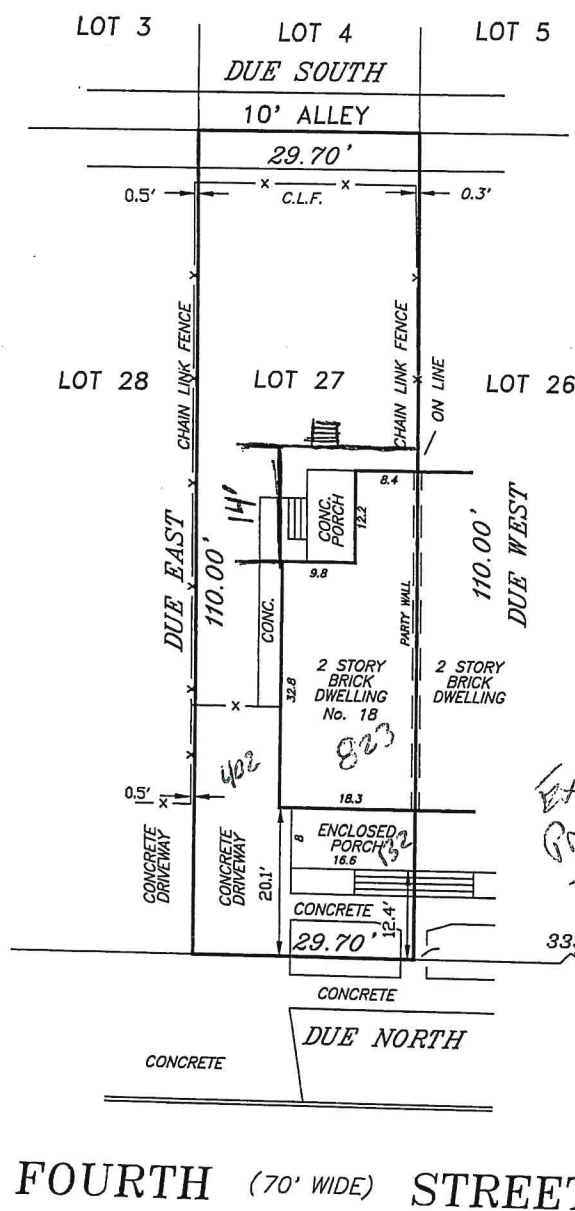 LOT 3
LOT 4
LOT 5
DUE SOUTH
10' ALLEY
29.70'
0.5'
C.L.F.
0.3'
CHAIN LINK FENCE
CHAIN LINK FENCE
ON LINE
LOT 28
LOT 27
LOT 26
8.4
14'
CONC.
PORCH
12.2
DUE EAST
110.00'
110.00'
DUE WEST
9.8
CONC.
PARTY WALL
32.8
2 STORY
BRICK
DWELLING
No. 18
2 STORY
BRICK
DWELLING
823
402
0.5'
18.3
ENCLOSED
PORCH
8
16.6
132
CONCRETE
DRIVEWAY
CONCRETE
DRIVEWAY
20.1'
CONCRETE
12.4'
29.70'
CONCRETE
DUE NORTH
CONCRETE
FOURTH (70' WIDE) STREET